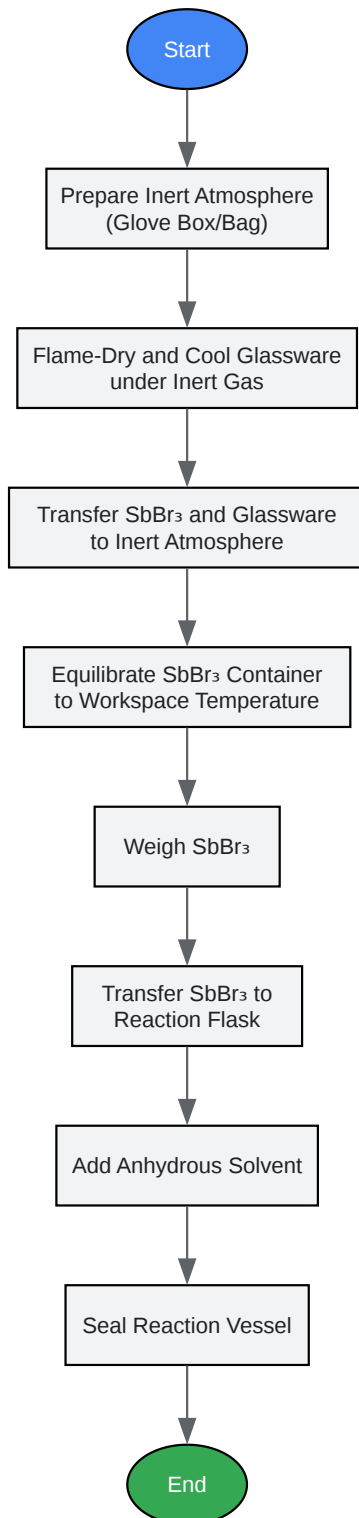 Start
Prepare Inert Atmosphere
(Glove Box/Bag)
Flame-Dry and Cool Glassware
under Inert Gas
Transfer SbBr₃ and Glassware
to Inert Atmosphere
Equilibrate SbBr₃ Container
to Workspace Temperature
Weigh SbBr₃
Transfer SbBr₃ to
Reaction Flask
Add Anhydrous Solvent
Seal Reaction Vessel
End